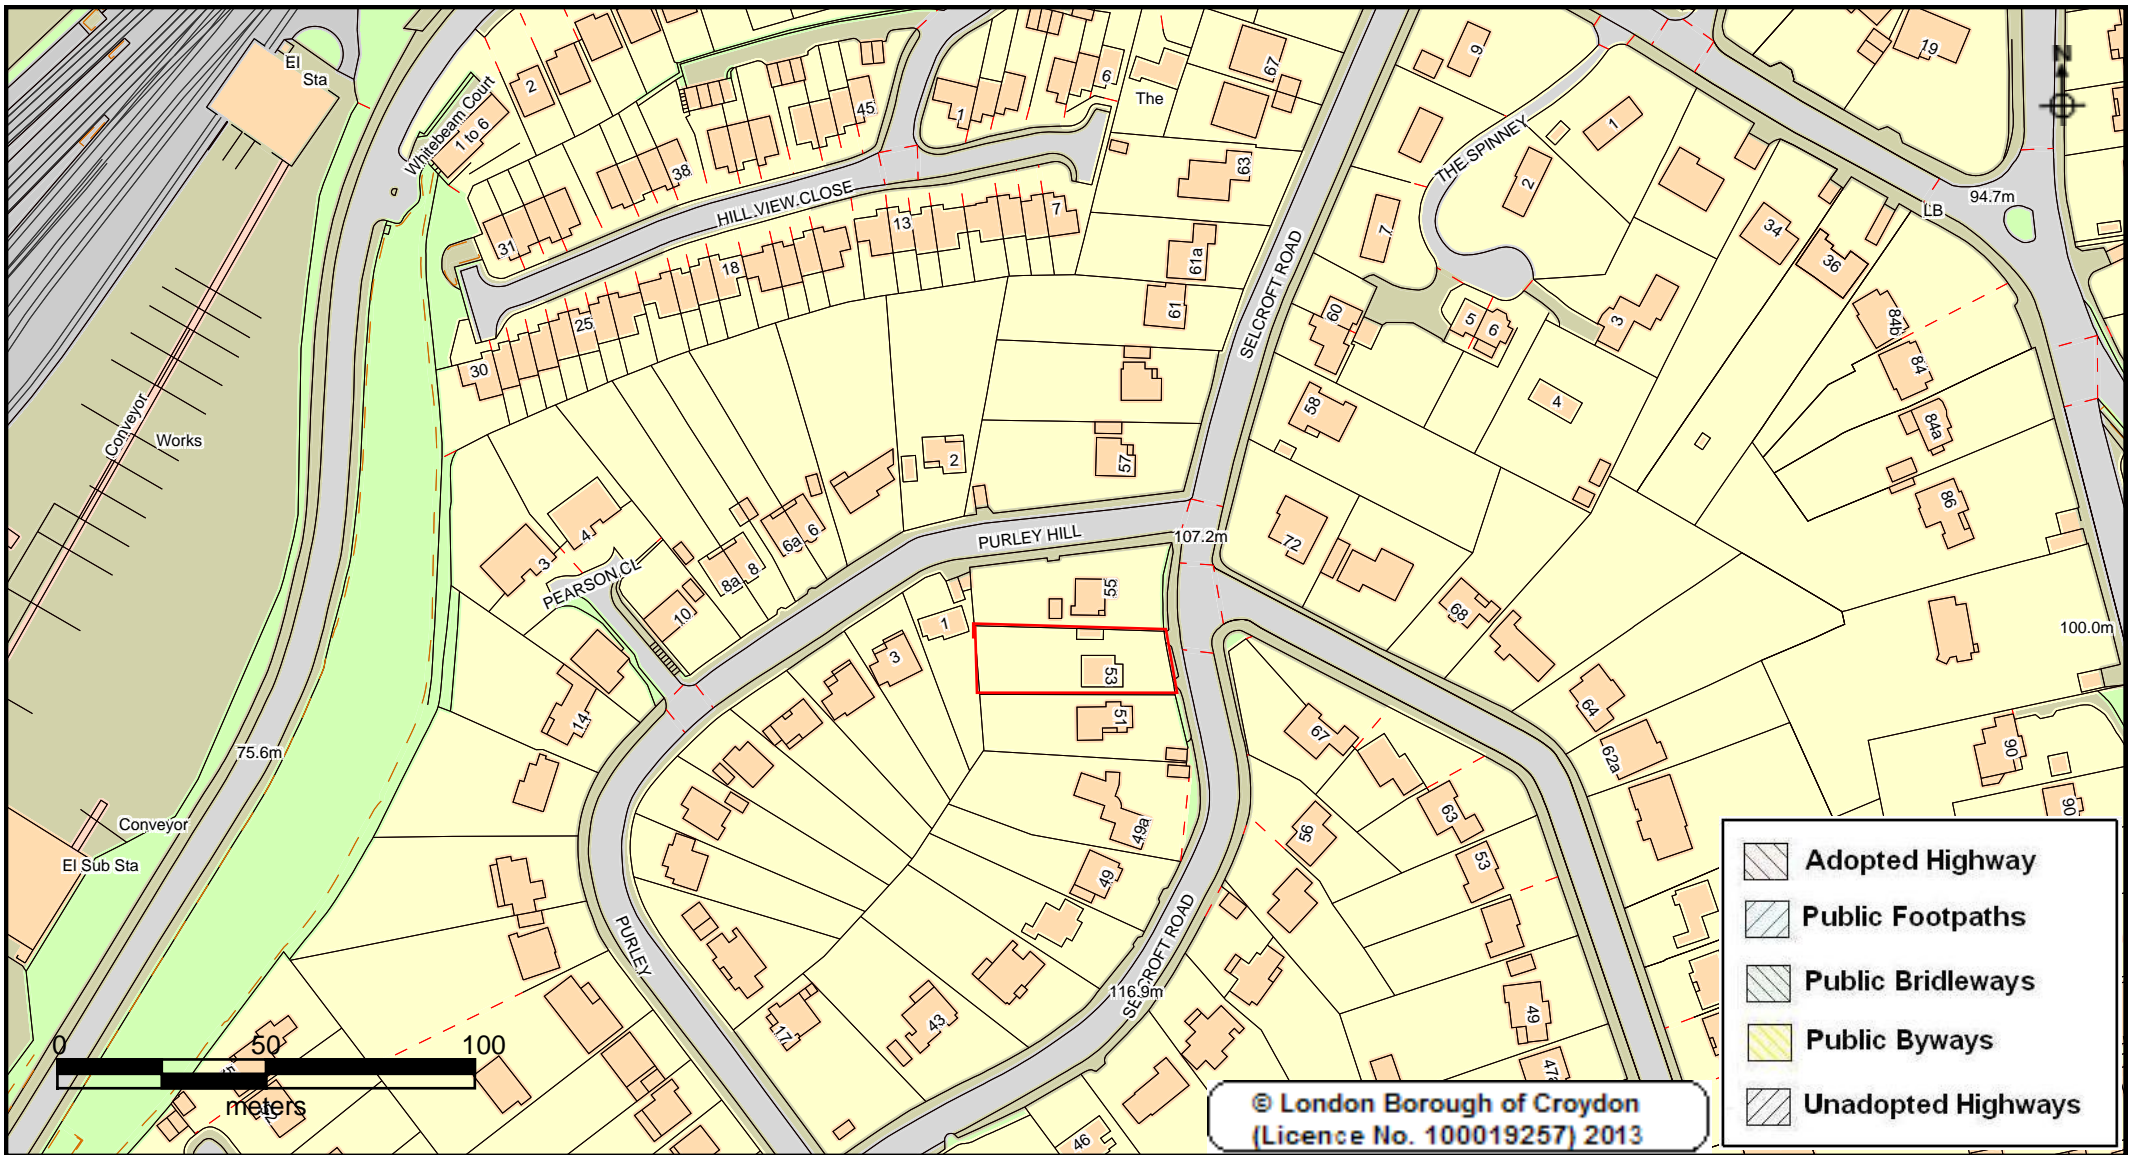 El
Sta
Whitebeam Court
1 to 6
2
45
38
1
6
The
67
9
19
N
THE SPINNEY
1
2
7
34
36
LB
94.7m
HILL VIEW CLOSE
31
13
7
18
25
30
63
61a
61
SELCROFT ROAD
60
5
6
3
84b
84
84a
86
58
4
57
2
Conveyor
Works
3
4
PEARSON CL
6a
6
8a
8
10
PURLEY HILL
107.2m
72
68
55
53
51
1
3
14
64
62a
67
63
100.0m
90
90
75.6m
Conveyor
El Sub Sta
49a
49
56
53
PURLEY
SELCROFT ROAD
116.9m
17
43
49
47a
46
0
50
100
meters
Adopted Highway
Public Footpaths
Public Bridleways
Public Byways
Unadopted Highways
© London Borough of Croydon
(Licence No. 100019257) 2013